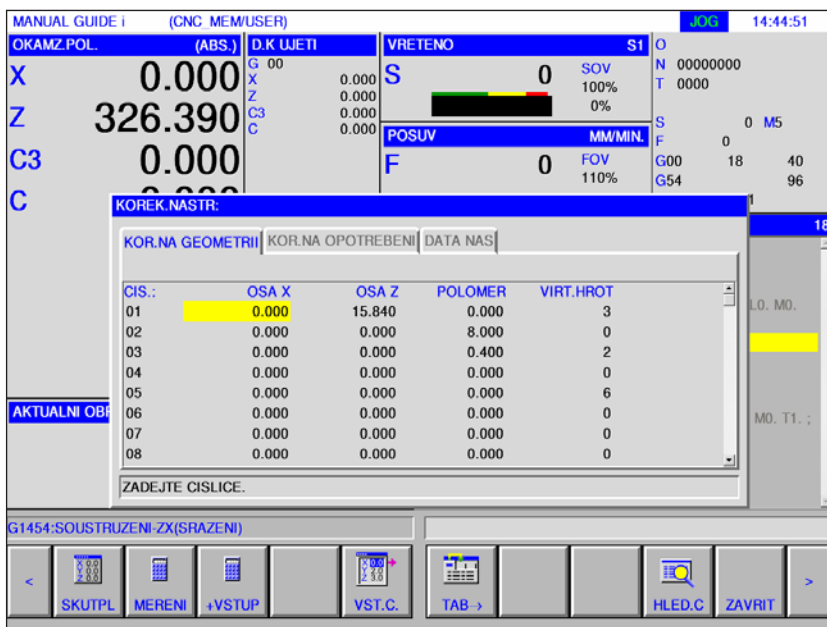 MANUAL GUIDE i (CNC_MEM/USER) JOG 14:44:51
OKAMZ.POL. (ABS.) D.K UJETI VRETENO S1 O
X 0.000 G 00 S 0 SOV 100% 0% N 00000000
X 0.000 T 0000
Z 326.390 Z 0.000
C3 0.000 S 0 M5
C 0.000 POSUV MM/MIN. F 0
C3 0.000 F 0 FOV 110% G00 18 40
G54 96
C
KOREK.NASTR:
KOR.NA GEOMETRII KOR.NA OPOTREBENI DATA NAS
CIS.: OSA X OSA Z POLOMER VIRT.HROT
01 0.000 15.840 0.000 3 L0. M0.
02 0.000 0.000 8.000 0
03 0.000 0.000 0.400 2
04 0.000 0.000 0.000 0
05 0.000 0.000 0.000 6
06 0.000 0.000 0.000 0 M0. T1. ;
07 0.000 0.000 0.000 0
08 0.000 0.000 0.000 0
ZADEJTE CISLICE.
G1454:SOUSTRUZENI-ZX(SRAZENI)
< SKUTPL MERENI +VSTUP VST.C. TAB→ HLED.C ZAVRIT >